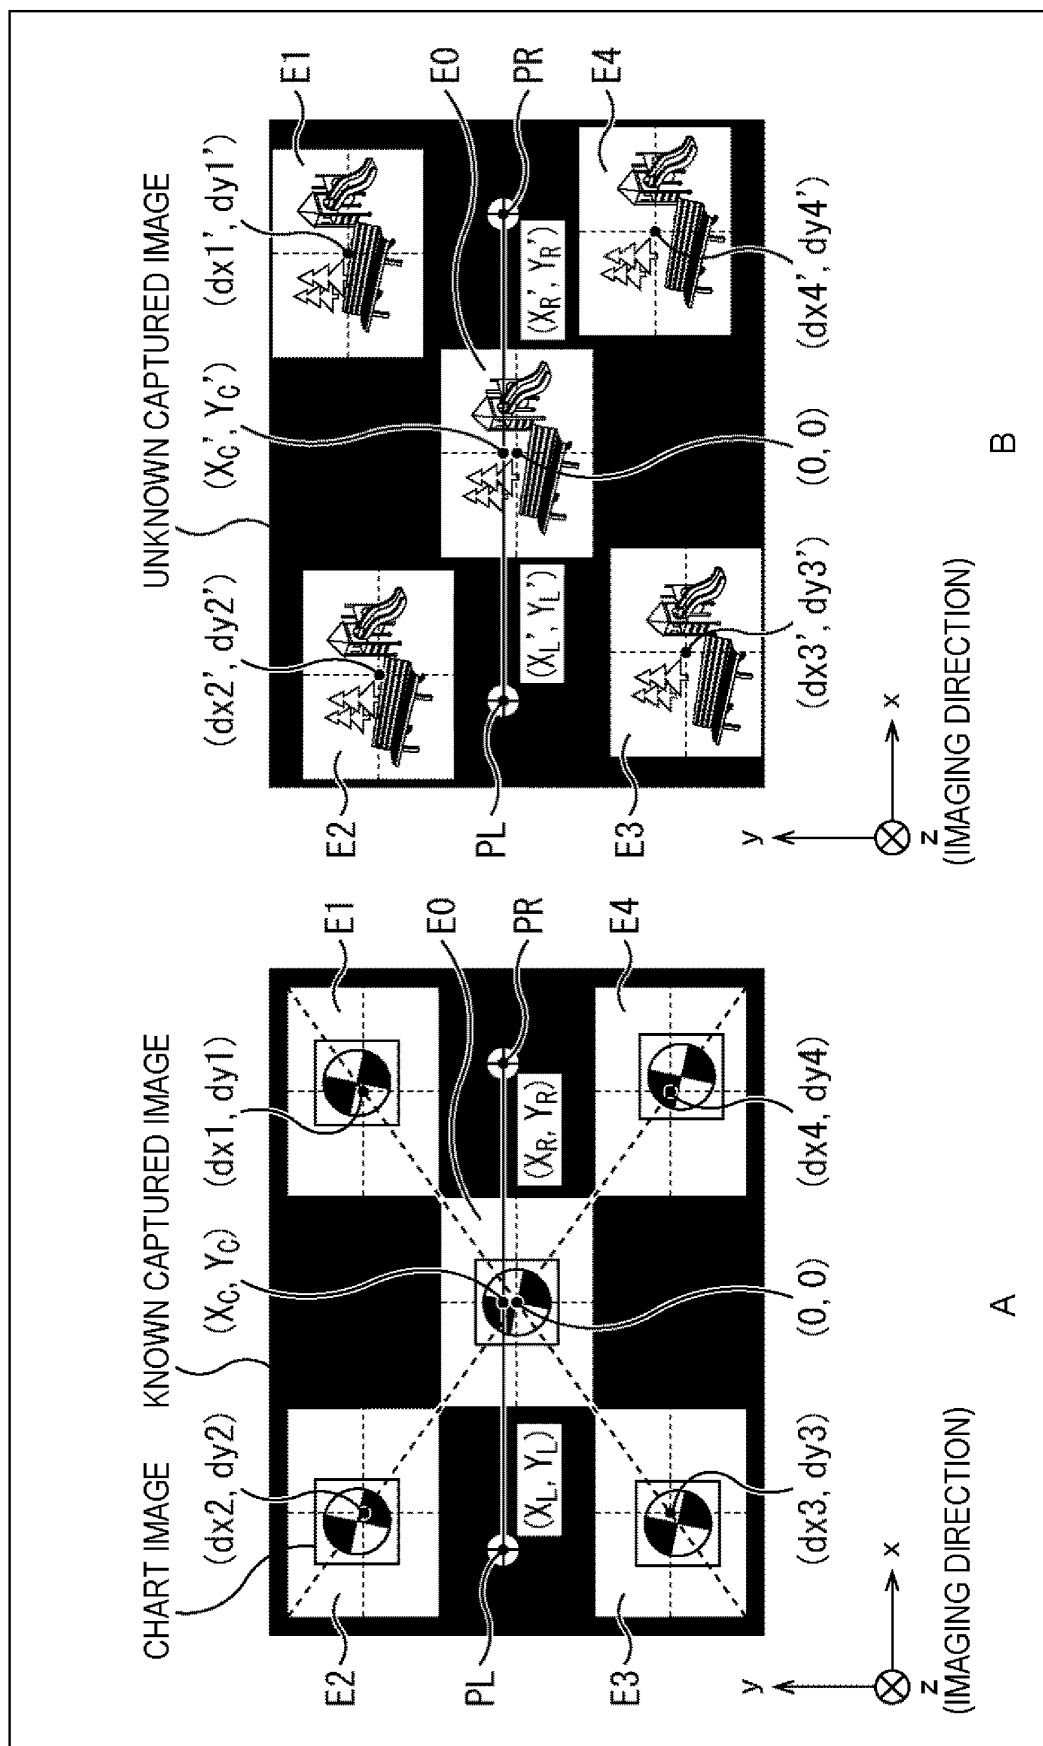 CHART IMAGE
KNOWN CAPTURED IMAGE
(dx2, dy2)
(XC, YC)
(dx1, dy1)
E2
E1
PL
E0
(XL, YL)
(XR, YR)
PR
E3
E4
(dx3, dy3)
(0, 0)
(dx4, dy4)
y
x
z
(IMAGING DIRECTION)
A
UNKNOWN CAPTURED IMAGE
(dx2', dy2')
(XC', YC')
(dx1', dy1')
E2
E1
PL
E0
(XL', YL')
(XR', YR')
PR
E3
E4
(dx3', dy3')
(0, 0)
(dx4', dy4')
y
x
z
(IMAGING DIRECTION)
B